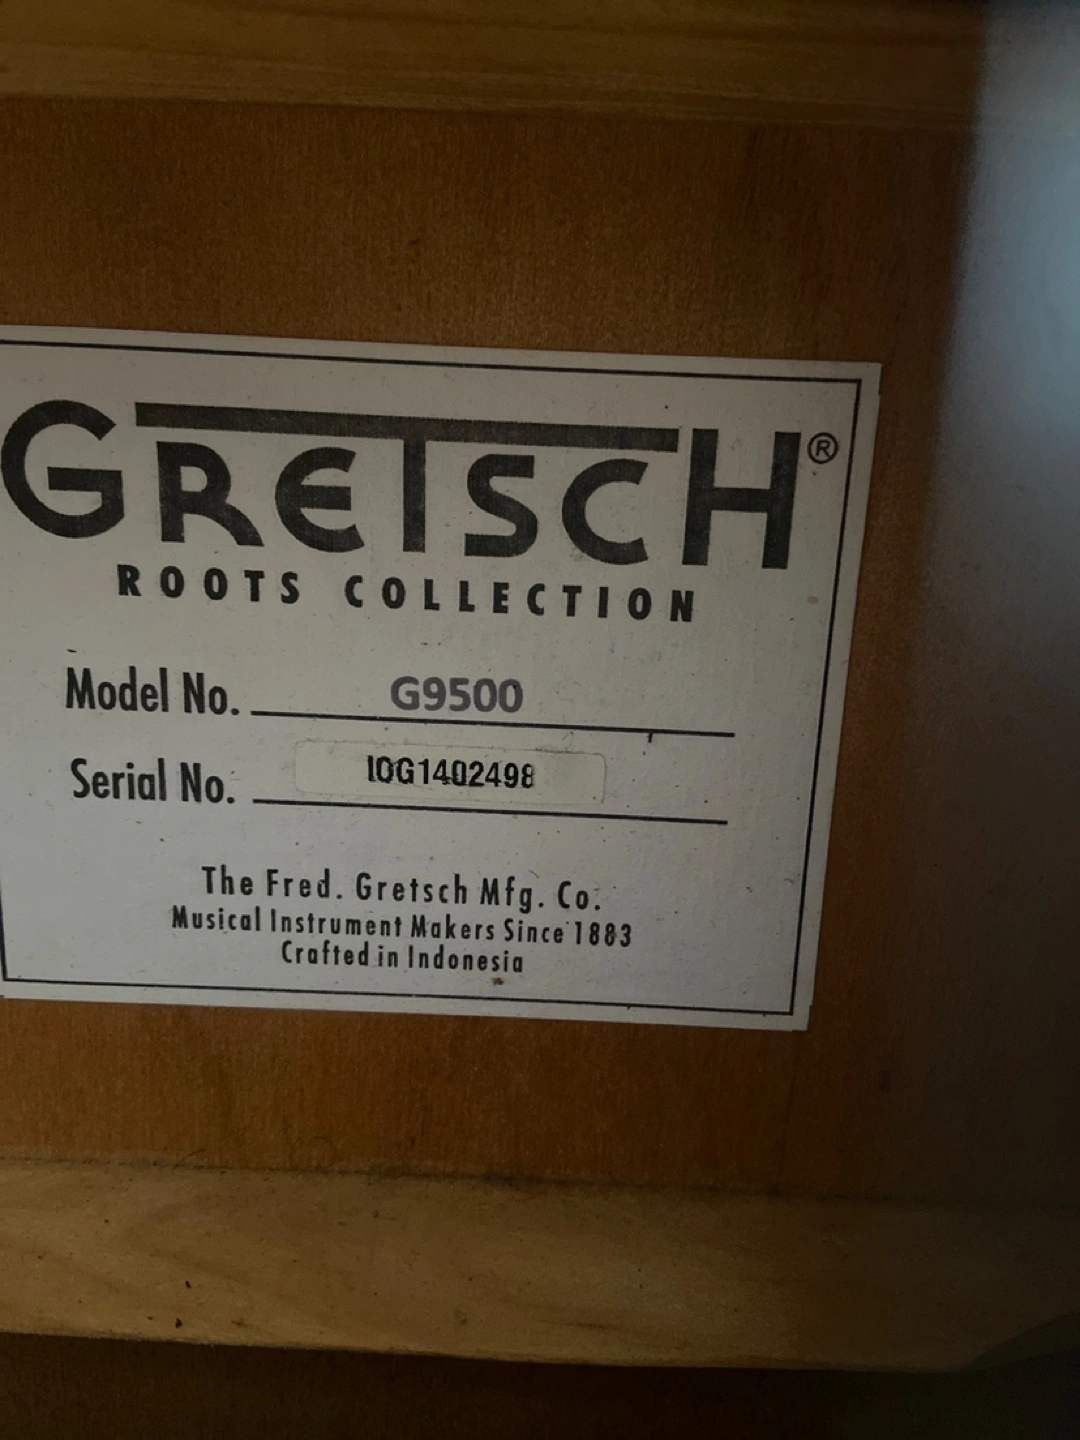 GRETSCH®
ROOTS COLLECTION
Model No. G9500
Serial No. IOG1402498
The Fred. Gretsch Mfg. Co.
Musical Instrument Makers Since 1883
Crafted in Indonesia